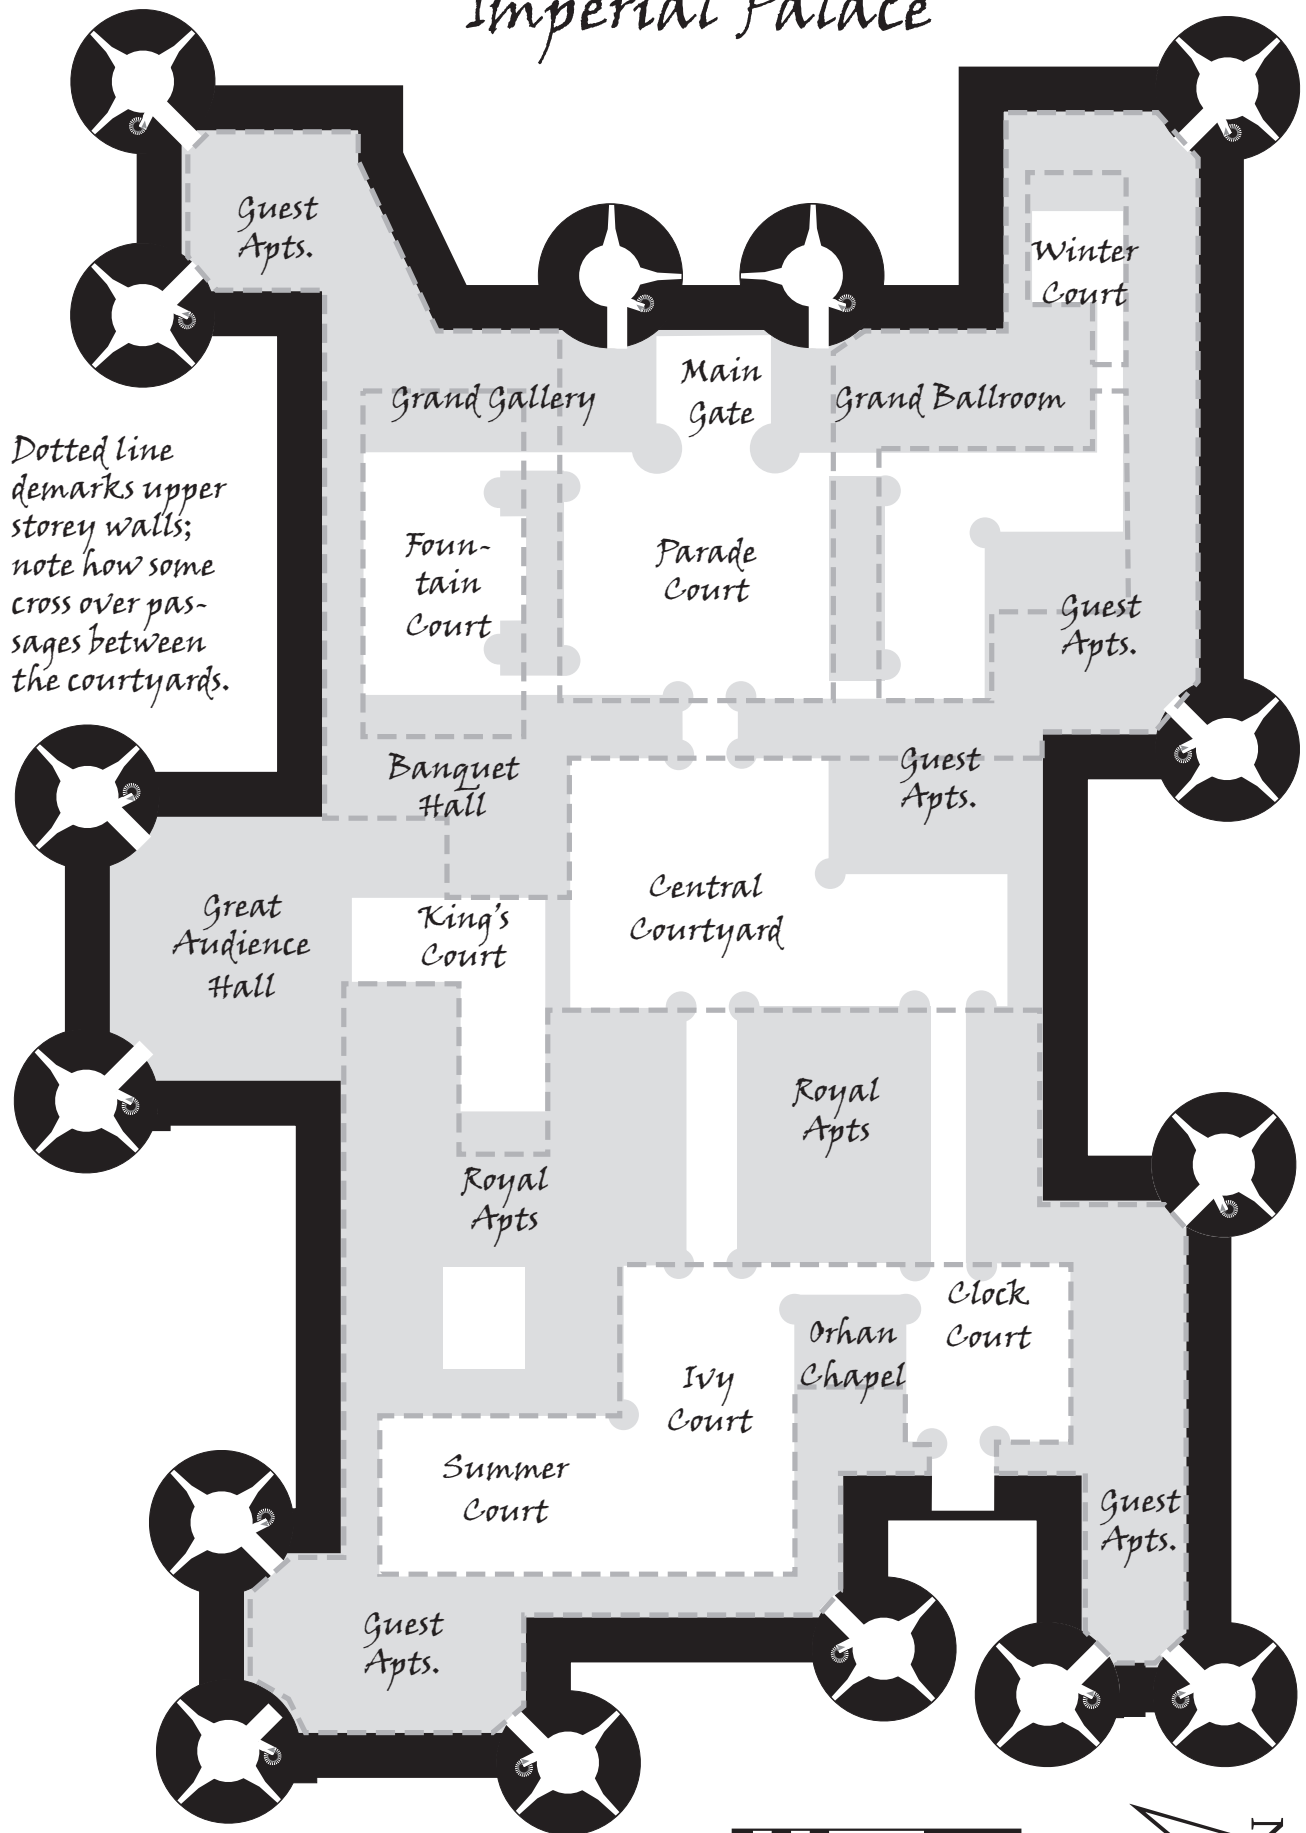 Imperial Palace
Guest
Apts.
Winter
Court
Main
Gate
Grand Gallery
Grand Ballroom
Dotted line
demarks upper
storey walls;
note how some
cross over pas-
sages between
the courtyards.
Foun-
tain
Court
Parade
Court
Guest
Apts.
Banquet
Hall
Guest
Apts.
Great
Audience
Hall
King's
Court
Central
Courtyard
Royal
Apts
Royal
Apts
Clock
Court
Orhan
Chapel
Ivy
Court
Summer
Court
Guest
Apts.
Guest
Apts.
N